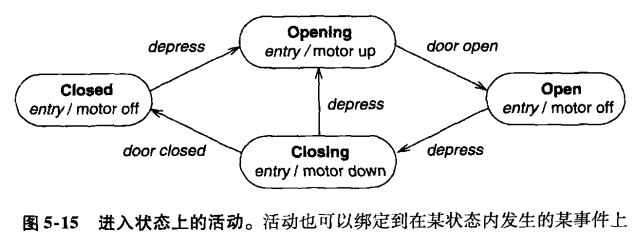 Opening
entry / motor up
depress
door open
Closed
entry / motor off
Open
entry / motor off
depress
door closed
Closing
entry / motor down
depress
图 5-15 进入状态上的活动。活动也可以绑定到在某状态内发生的某事件上